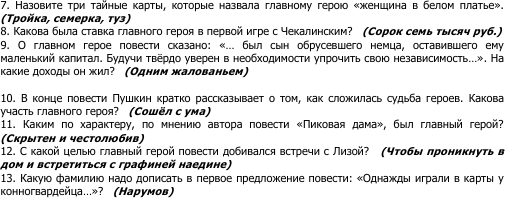 7. Назовите три тайные карты, которые назвала главному герою «женщина в белом платье».
(Тройка, семерка, туз)
8. Какова была ставка главного героя в первой игре с Чекалинским? (Сорок семь тысяч руб.)
9. О главном герое повести сказано: «… был сын обрусевшего немца, оставившего ему
маленький капитал. Будучи твёрдо уверен в необходимости упрочить свою независимость…». На
какие доходы он жил? (Одним жалованьем)
10. В конце повести Пушкин кратко рассказывает о том, как сложилась судьба героев. Какова
участь главного героя? (Сошёл с ума)
11. Каким по характеру, по мнению автора повести «Пиковая дама», был главный герой?
(Скрытен и честолюбив)
12. С какой целью главный герой повести добивался встречи с Лизой? (Чтобы проникнуть в
дом и встретиться с графиней наедине)
13. Какую фамилию надо дописать в первое предложение повести: «Однажды играли в карты у
конногвардейца…»? (Нарумов)